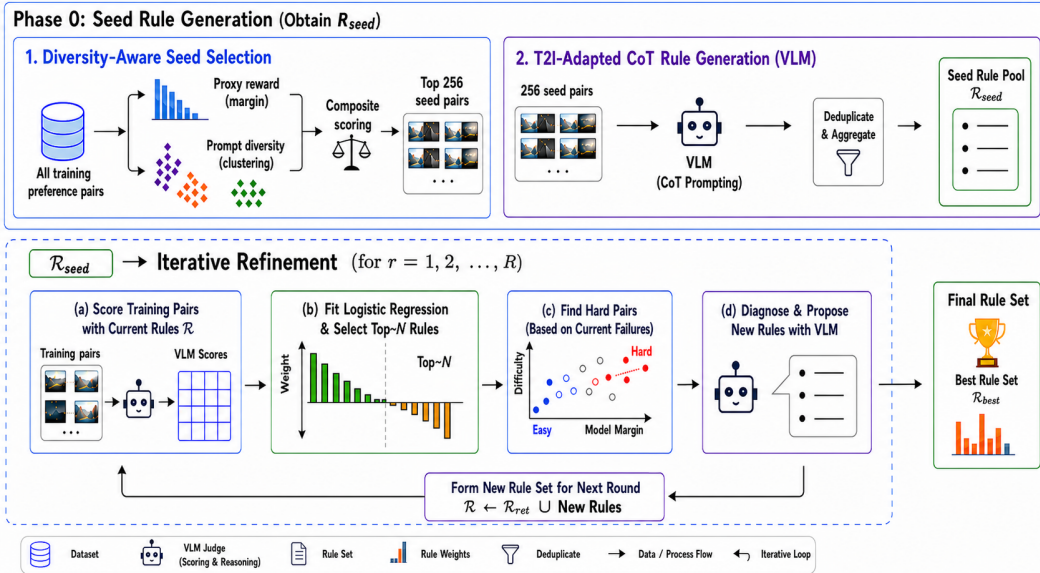 Phase 0: Seed Rule Generation (Obtain R_seed)
1. Diversity-Aware Seed Selection
All training
preference pairs
Proxy reward
(margin)
Prompt diversity
(clustering)
Composite
scoring
Top 256
seed pairs
...
2. T2I-Adapted CoT Rule Generation (VLM)
256 seed pairs
...
VLM
(CoT Prompting)
Deduplicate
& Aggregate
Seed Rule Pool
R_seed
R_seed
Iterative Refinement (for r = 1, 2, ..., R)
(a) Score Training Pairs
with Current Rules R
Training pairs
...
VLM Scores
(b) Fit Logistic Regression
& Select Top~N Rules
Weight
Top~N
(c) Find Hard Pairs
(Based on Current Failures)
Difficulty
Hard
Easy
Model Margin
(d) Diagnose & Propose
New Rules with VLM
Form New Rule Set for Next Round
R ← R_ret ∪ New Rules
Final Rule Set
Best Rule Set
R_best
Dataset
VLM Judge
(Scoring & Reasoning)
Rule Set
Rule Weights
Deduplicate
Data / Process Flow
Iterative Loop